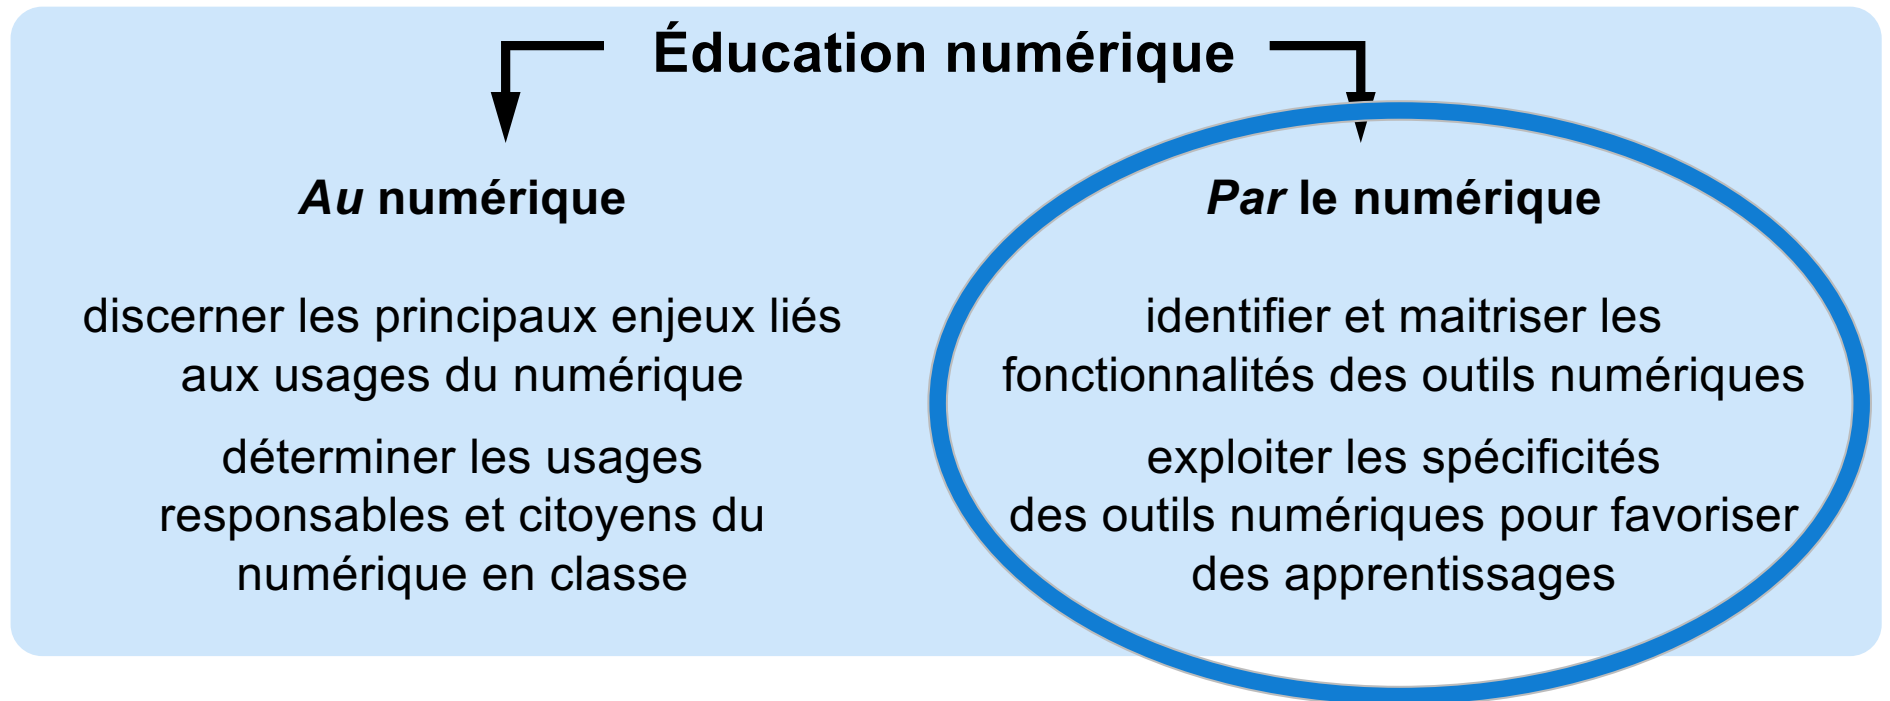 Éducation numérique
Au numérique
discerner les principaux enjeux liés
aux usages du numérique
déterminer les usages
responsables et citoyens du
numérique en classe
Par le numérique
identifier et maitriser les
fonctionnalités des outils numériques
exploiter les spécificités
des outils numériques pour favoriser
des apprentissages